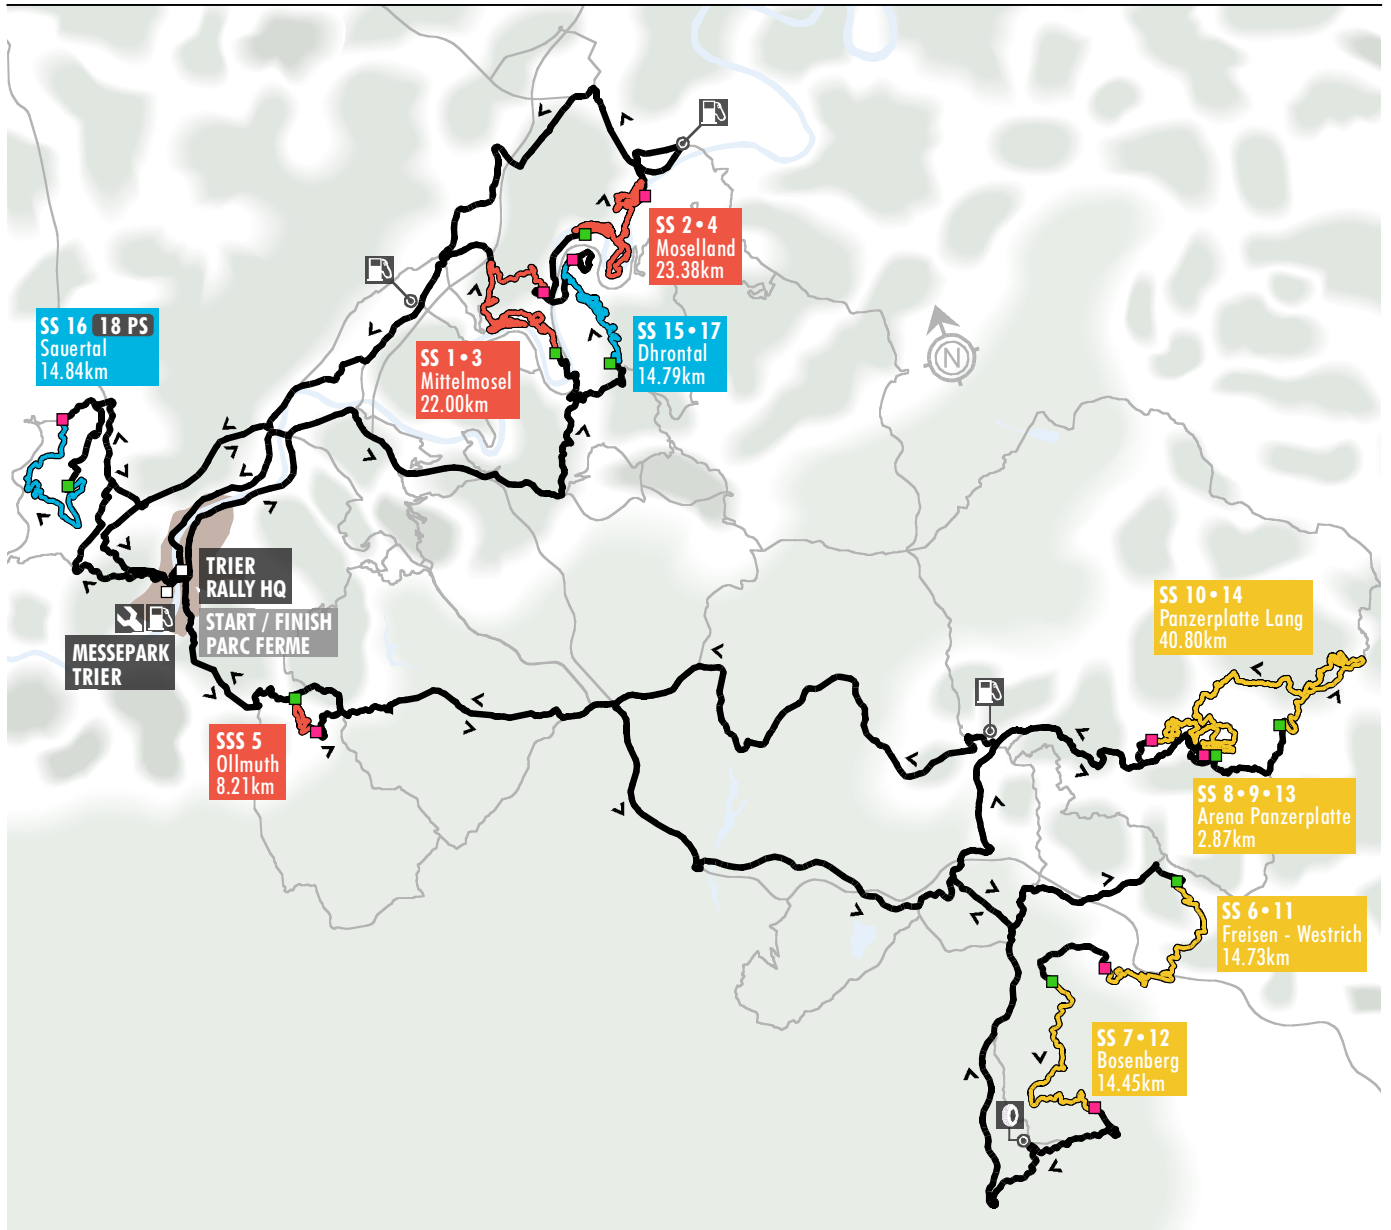 SS 2•4
Moselland
23.38km
SS 16 18 PS
Sauertal
14.84km
SS 15•17
Dhrontal
14.79km
SS 1•3
Mittelmosel
22.00km
N
TRIER
RALLY HQ
START / FINISH
PARC FERME
MESSEPARK
TRIER
SS 10•14
Panzerplatte Lang
40.80km
SSS 5
Ollmuth
8.21km
SS 8•9•13
Arena Panzerplatte
2.87km
SS 6•11
Freisen - Westrich
14.73km
SS 7•12
Bosenberg
14.45km